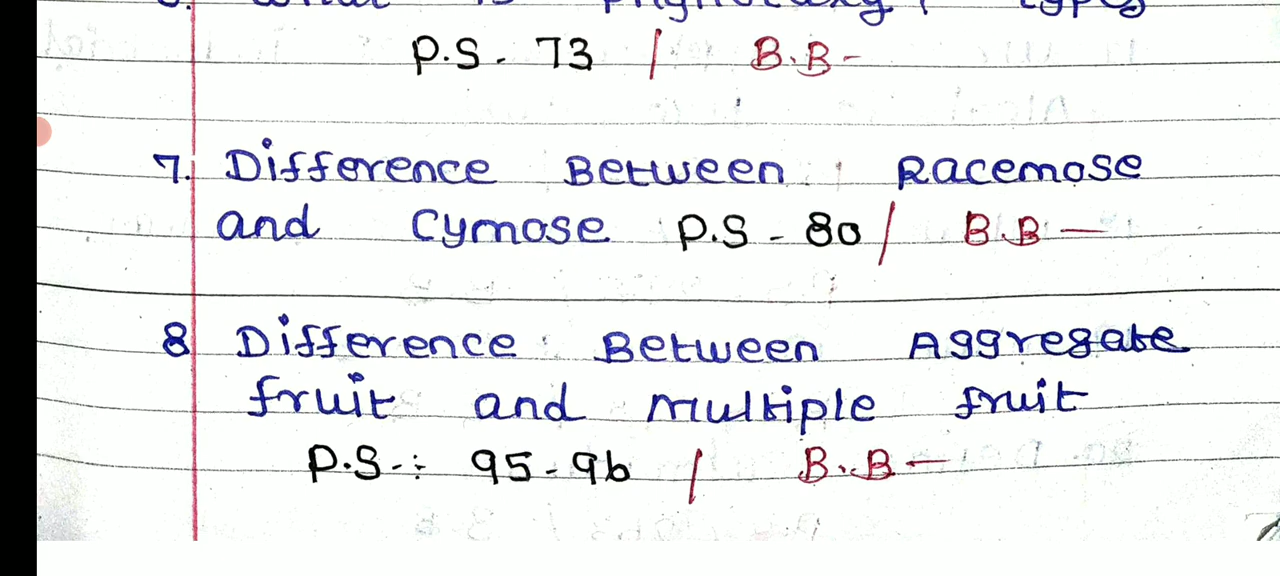 P.S - 73 / B.B -
7. Difference Between Racemose
and Cymose P.S - 80 / B.B —
8 Difference Between Aggregate
fruit and multiple fruit
P.S -: 95-96 / B.B —